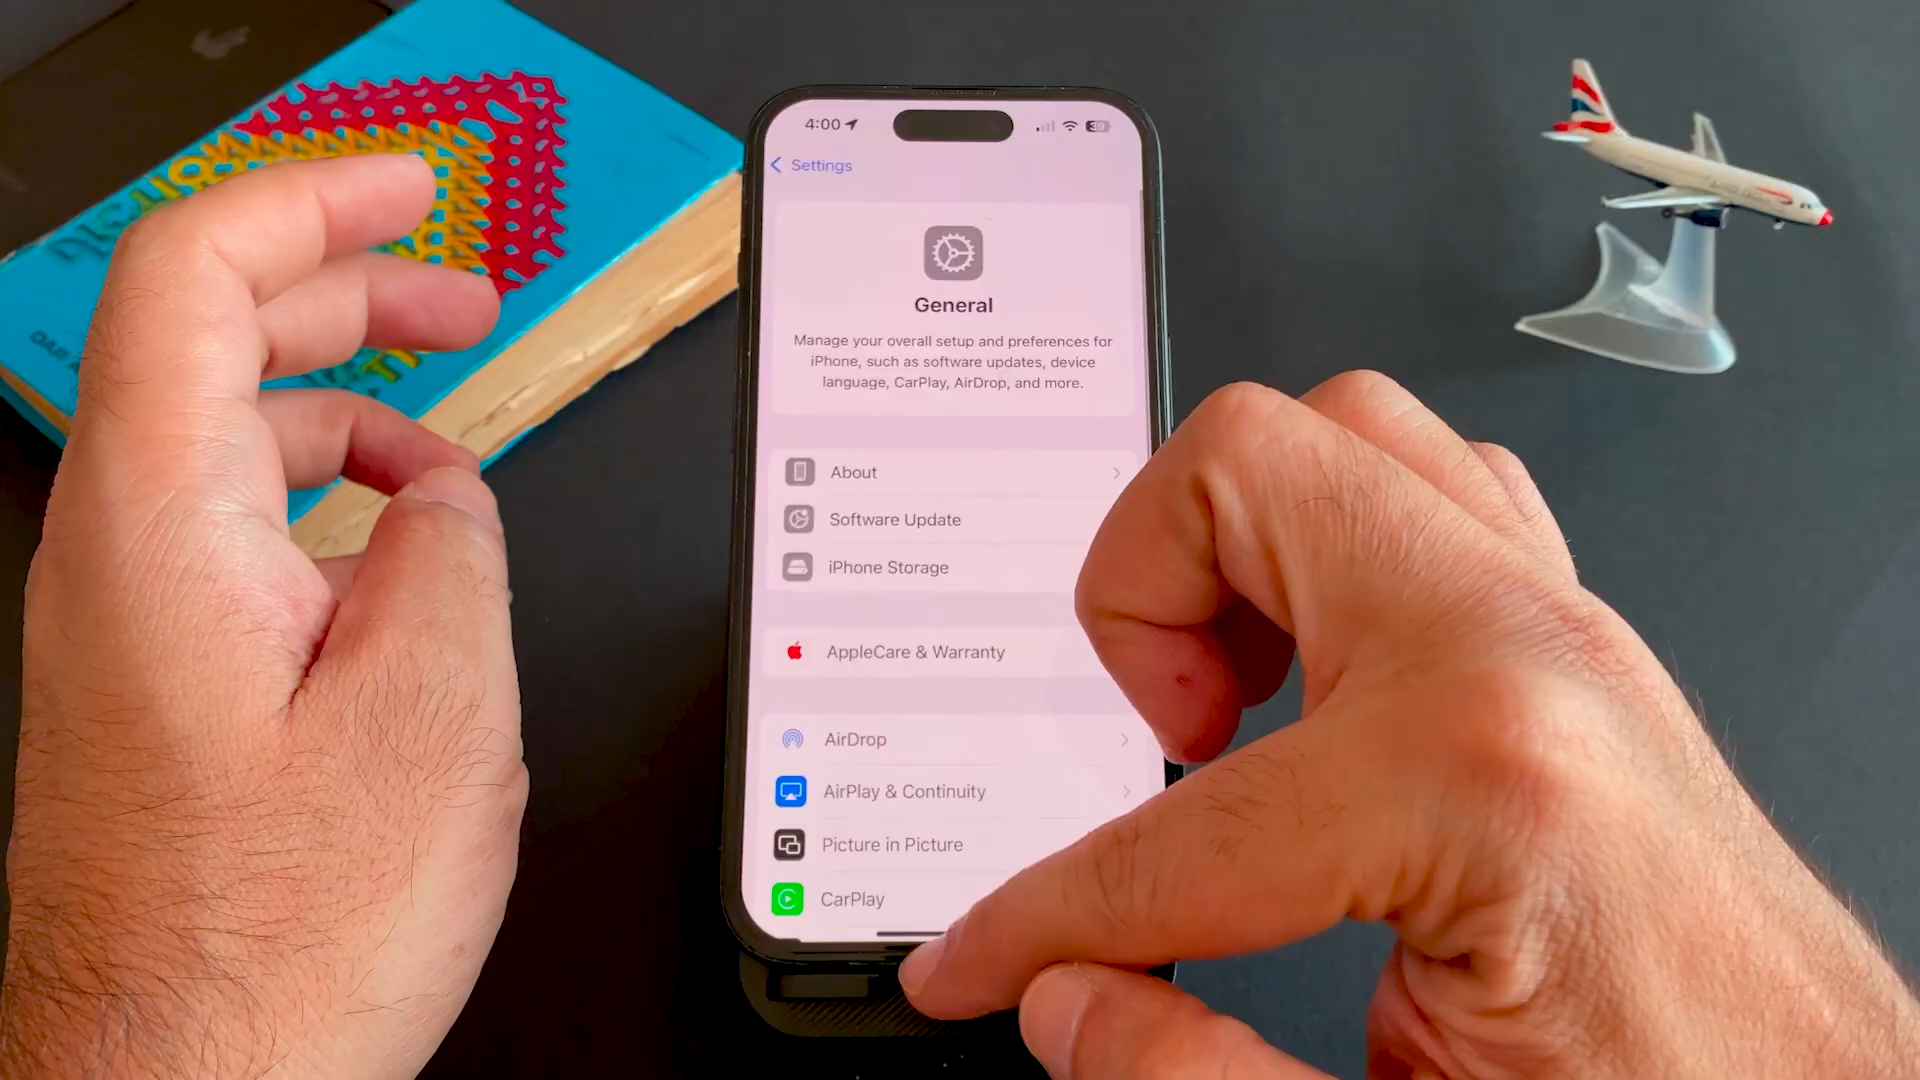 4:00
39
Settings
General
Manage your overall setup and preferences for
iPhone, such as software updates, device
language, CarPlay, AirDrop, and more.
About
Software Update
iPhone Storage
AppleCare & Warranty
AirDrop
AirPlay & Continuity
Picture in Picture
CarPlay